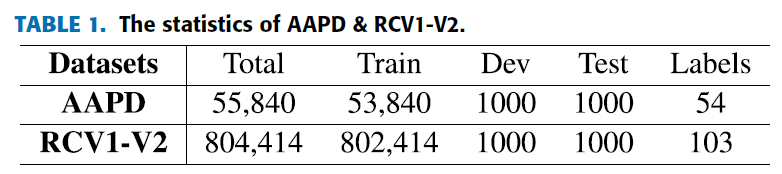 TABLE 1. The statistics of AAPD & RCV1-V2.
Datasets Total Train Dev Test Labels
AAPD 55,840 53,840 1000 1000 54
RCV1-V2 804,414 802,414 1000 1000 103